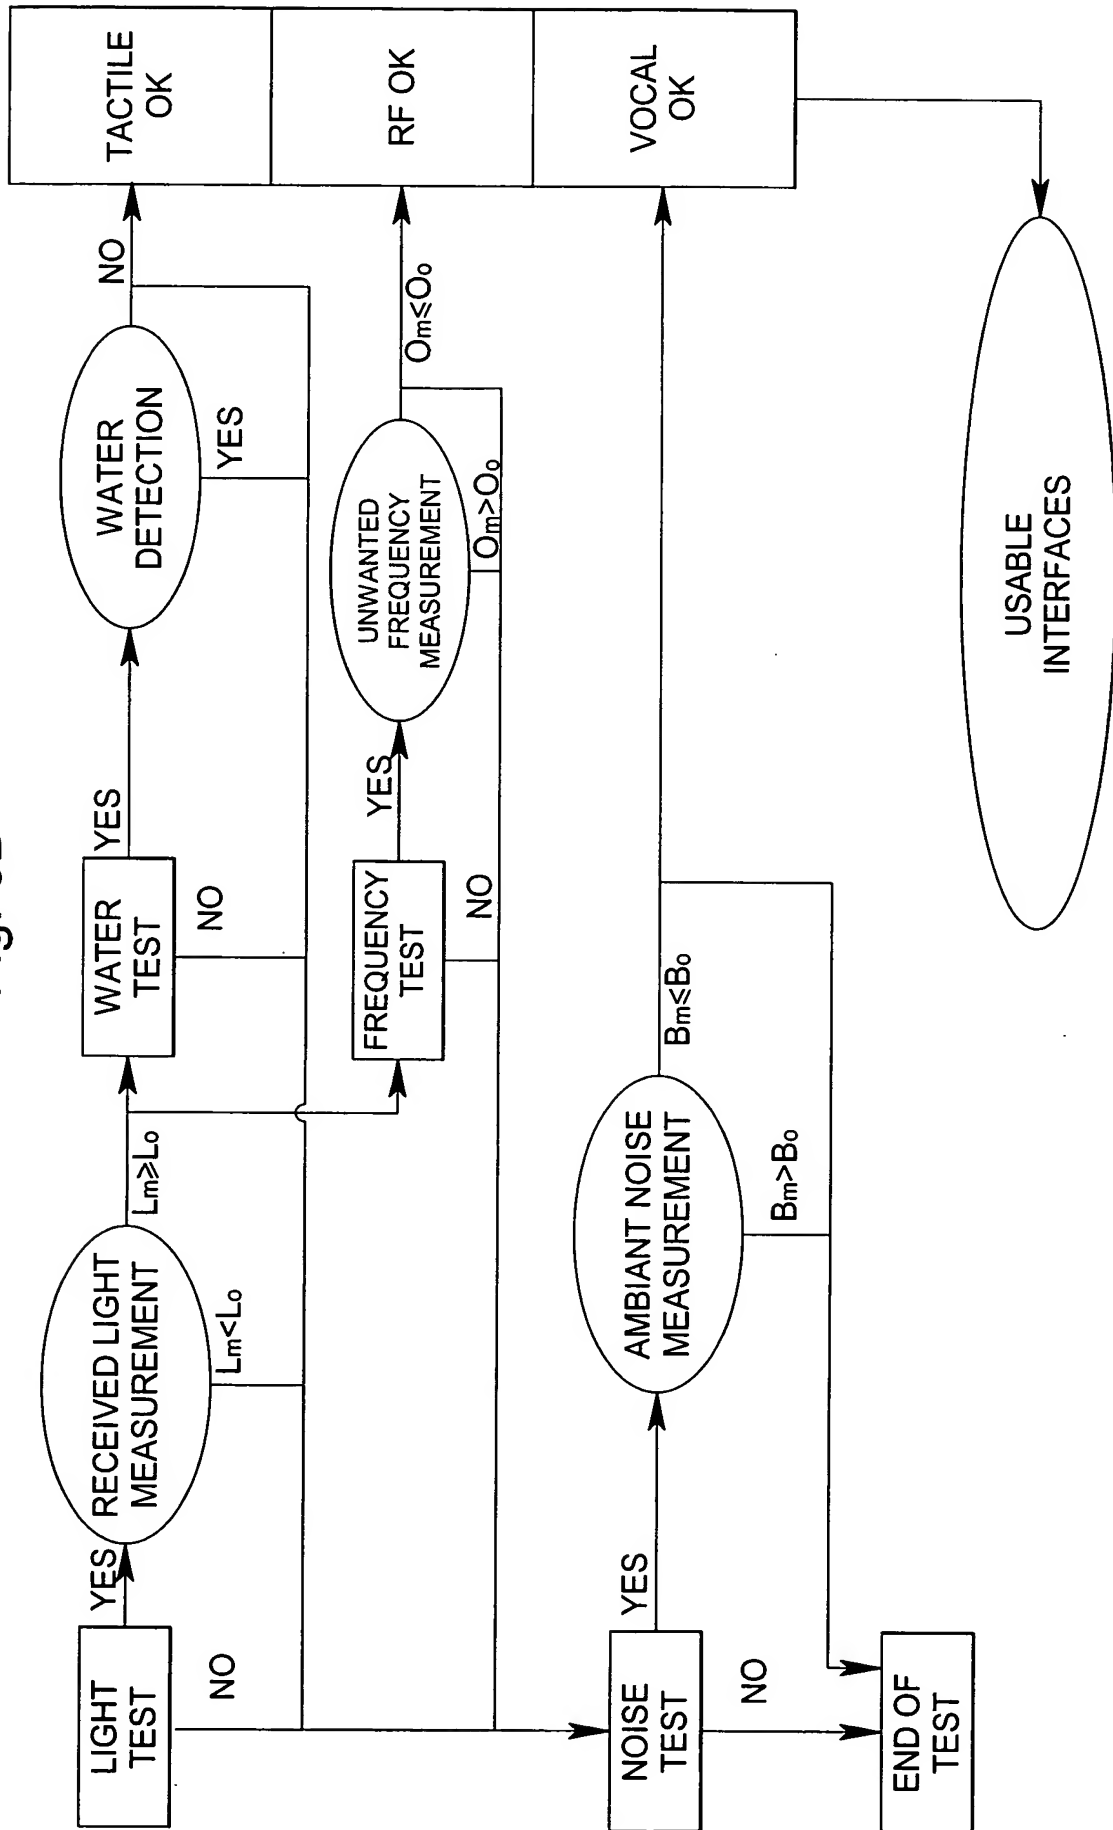 LIGHT
TEST
YES
NO
RECEIVED LIGHT
MEASUREMENT
Lm≥Lo
Lm<Lo
WATER
TEST
YES
NO
WATER
DETECTION
NO
YES
TACTILE
OK
FREQUENCY
TEST
YES
NO
UNWANTED
FREQUENCY
MEASUREMENT
Om≤Oo
Om>Oo
RF OK
NOISE
TEST
YES
NO
AMBIANT NOISE
MEASUREMENT
Bm≤Bo
Bm>Bo
VOCAL
OK
END OF
TEST
USABLE
INTERFACES